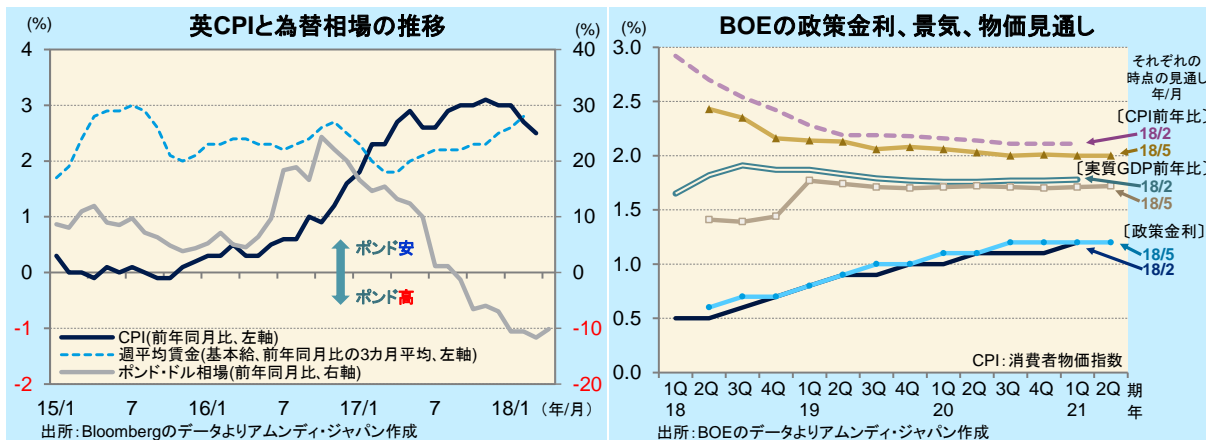 英CPIと為替相場の推移
(%)
(%)
4
3
2
1
0
-1
-2
40
30
20
10
0
-10
-20
ポンド安
ポンド高
CPI(前年同月比、左軸)
週平均賃金(基本給、前年同月比の3カ月平均、左軸)
ポンド・ドル相場(前年同月比、右軸)
15/1 7 16/1 7 17/1 7 18/1 (年/月)
出所:Bloombergのデータよりアムンディ・ジャパン作成
BOEの政策金利、景気、物価見通し
(%)
3.0
2.5
2.0
1.5
1.0
0.5
0.0
それぞれの
時点の見通し
年/月
〔CPI前年比〕
18/2
18/5
〔実質GDP前年比〕
18/2
18/5
〔政策金利〕
18/5
18/2
CPI:消費者物価指数
1Q 2Q 3Q 4Q 1Q 2Q 3Q 4Q 1Q 2Q 3Q 4Q 1Q 2Q 期
18 19 20 21 年
出所:BOEのデータよりアムンディ・ジャパン作成